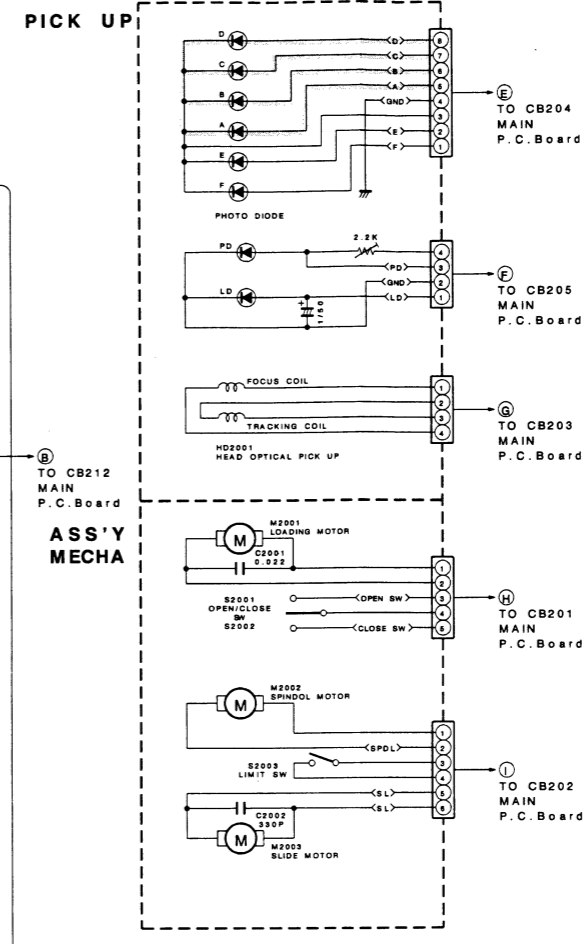 PICK UP
D
<D>
8
C
<C>
7
B
<B>
6
A
<A>
5
<GND>
4
3
E
<E>
2
F
<F>
1
PHOTO DIODE
E
TO CB204
MAIN
P.C.Board
2.2K
PD
4
<PD>
3
<GND>
2
LD
<LD>
1
+
1/50
F
TO CB205
MAIN
P.C.Board
FOCUS COIL
1
2
3
TRACKING COIL
4
HD2001
HEAD OPTICAL PICK UP
G
TO CB203
MAIN
P.C.Board
B
TO CB212
MAIN
P.C.Board
ASS'Y
MECHA
M2001
LOADING MOTOR
M
C2001
0.022
1
2
S2001
OPEN/CLOSE
SW
S2002
<OPEN SW>
3
4
<CLOSE SW>
5
H
TO CB201
MAIN
P.C.Board
M2002
SPINDOL MOTOR
M
1
<SPDL>
2
S2003
LIMIT SW
3
4
<SL>
5
<SL>
6
C2002
330P
M
M2003
SLIDE MOTOR
I
TO CB202
MAIN
P.C.Board